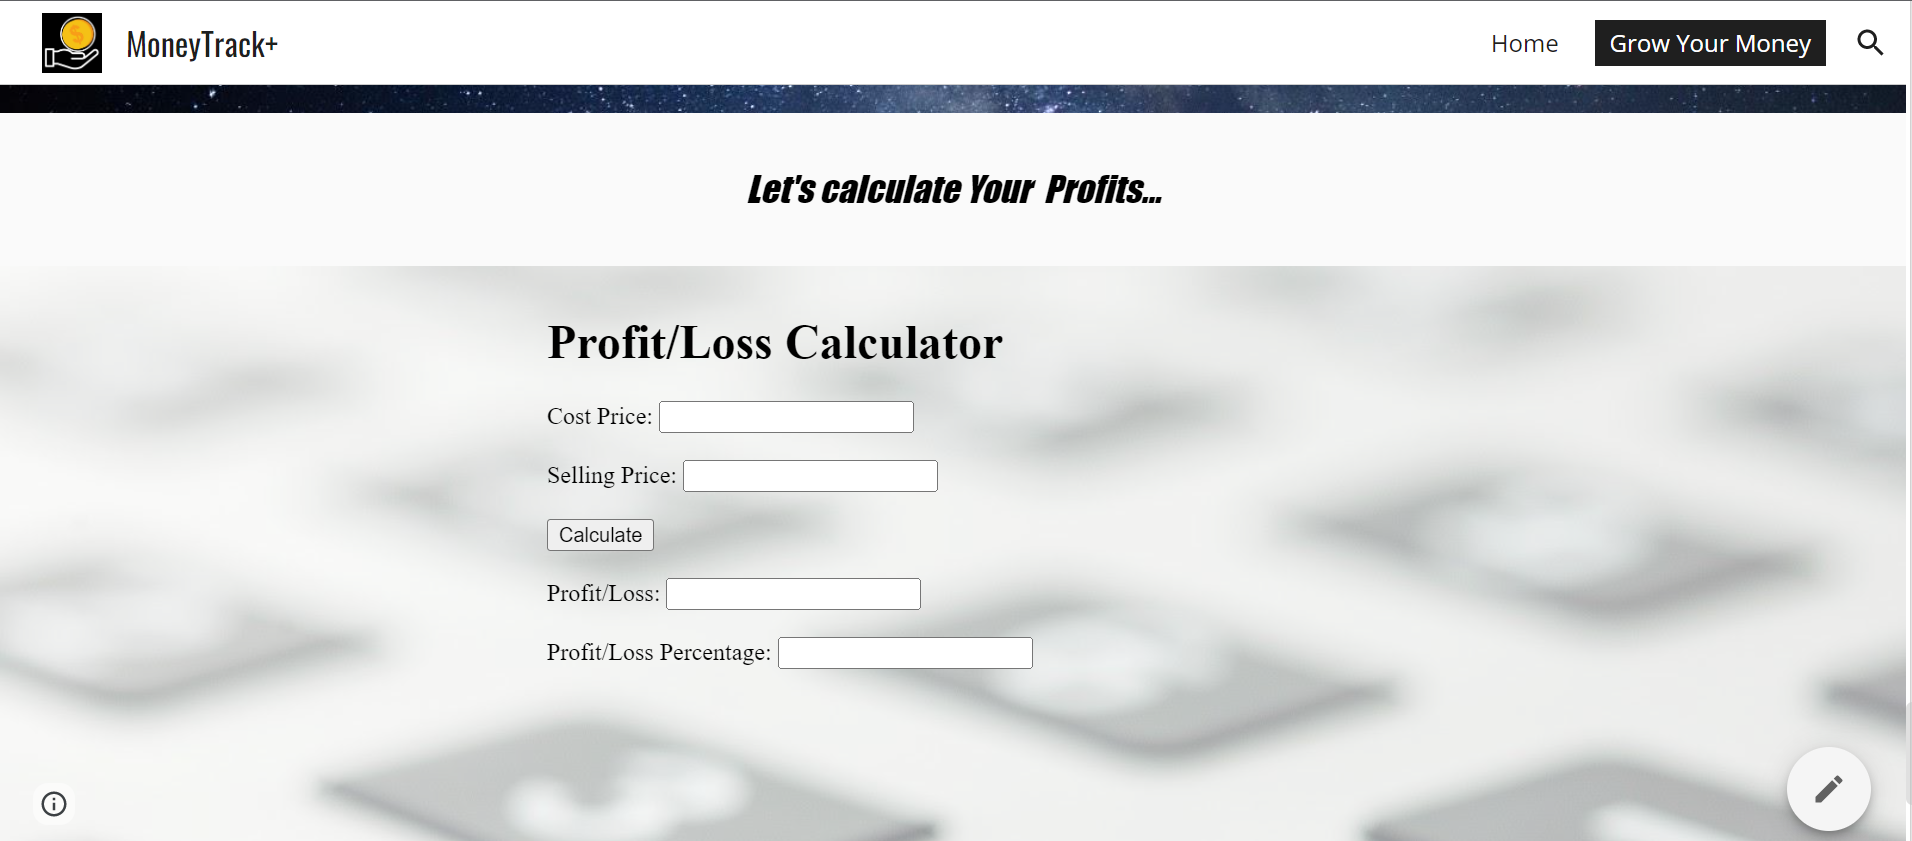 MoneyTrack+
Home
Grow Your Money
Let's calculate Your Profits...
Profit/Loss Calculator
Cost Price:
Selling Price:
Calculate
Profit/Loss:
Profit/Loss Percentage: